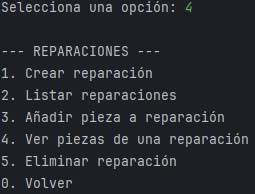 Selecciona una opción: 4
--- REPARACIONES ---
1. Crear reparación
2. Listar reparaciones
3. Añadir pieza a reparación
4. Ver piezas de una reparación
5. Eliminar reparación
0. Volver